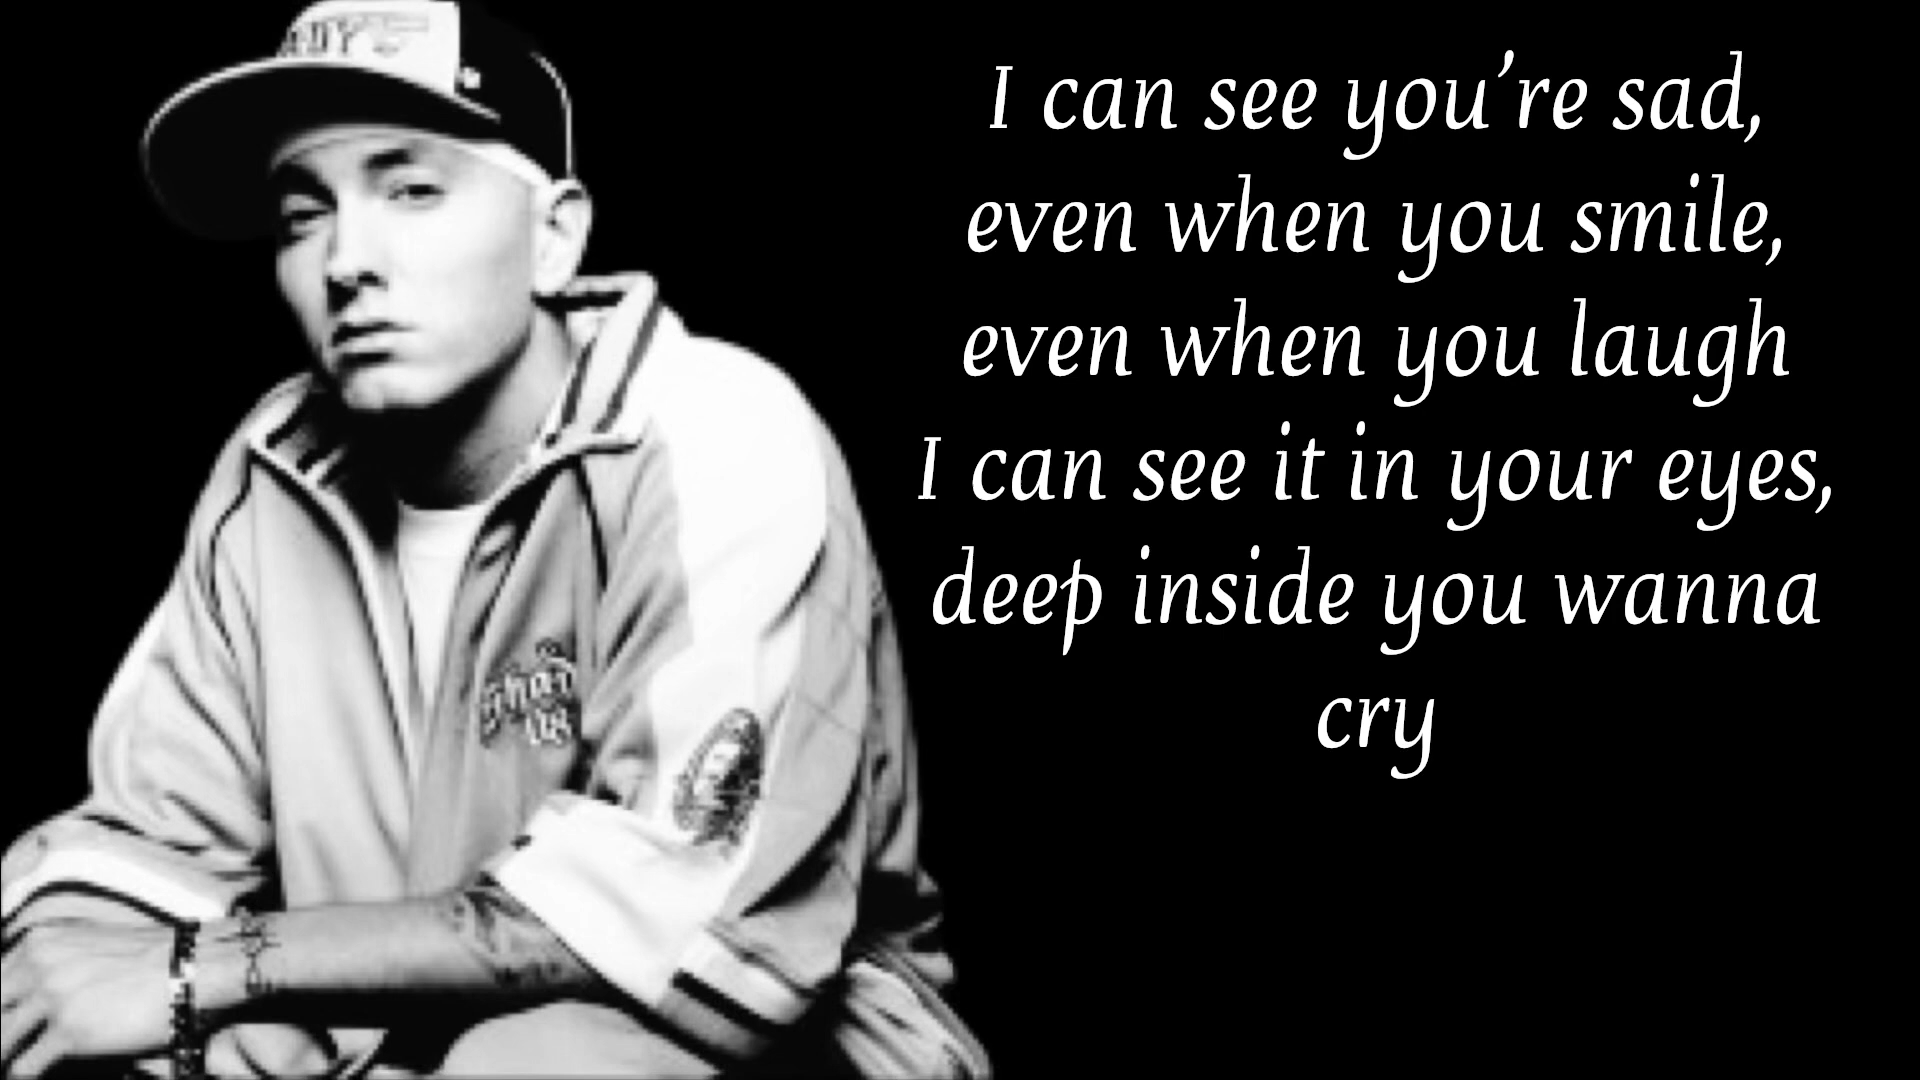 I can see you’re sad,
even when you smile,
even when you laugh
I can see it in your eyes,
deep inside you wanna
cry